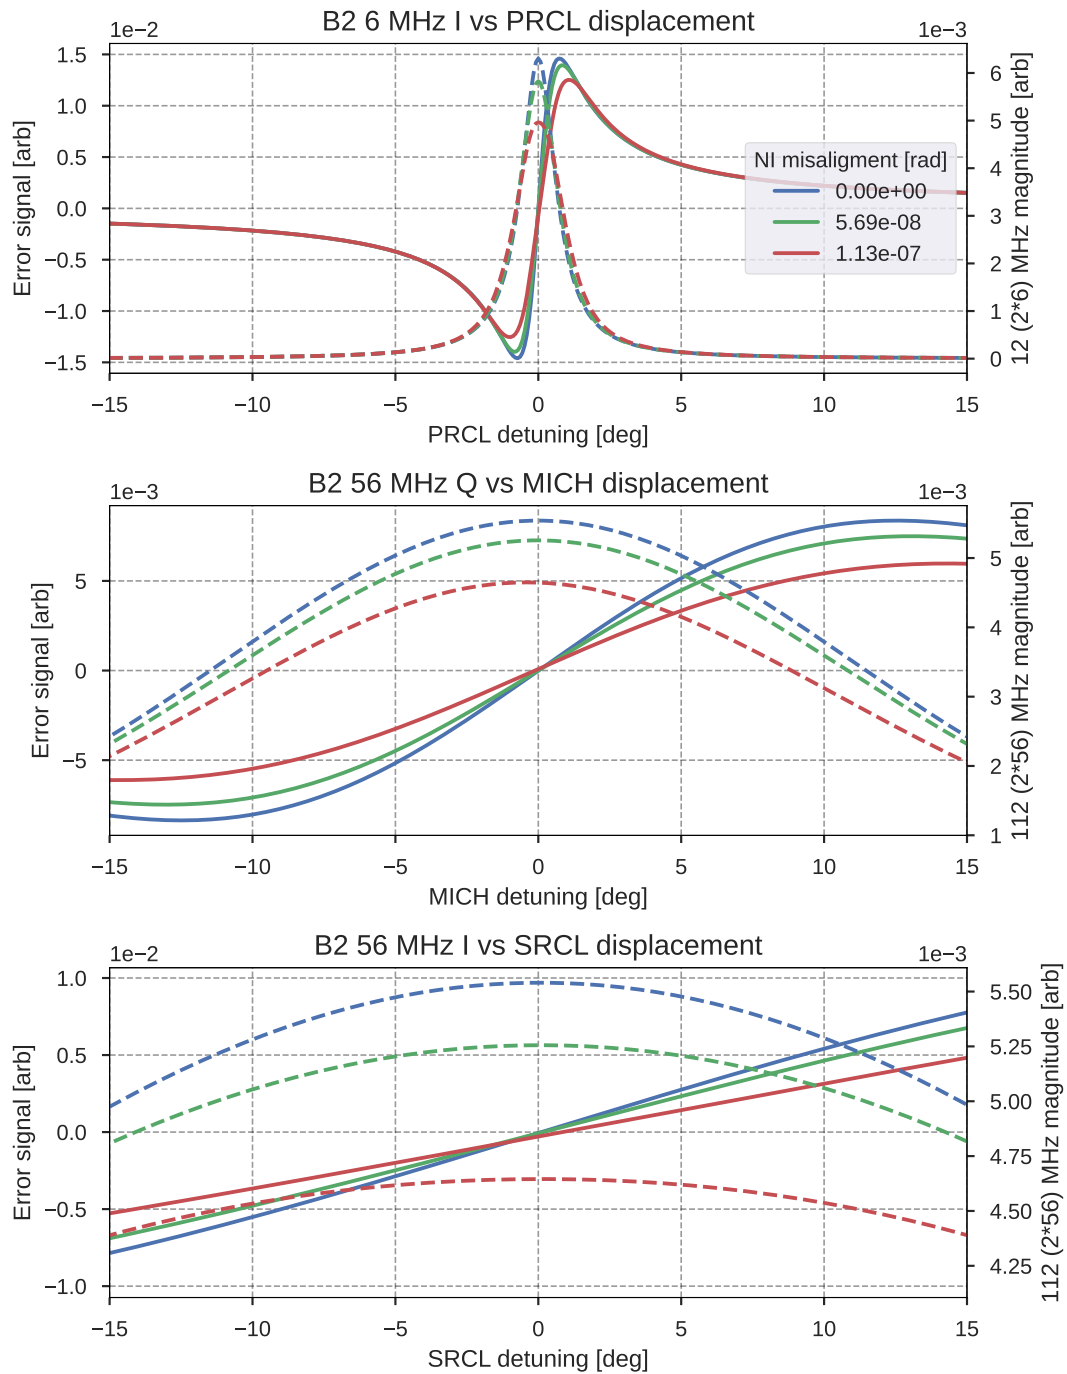 B2 6 MHz I vs PRCL displacement
1e−2
1e−3
1.5
1.0
0.5
0.0
−0.5
−1.0
−1.5
Error signal [arb]
6
5
4
3
2
1
0
12 (2*6) MHz magnitude [arb]
NI misaligment [rad]
0.00e+00
5.69e-08
1.13e-07
−15 −10 −5 0 5 10 15
PRCL detuning [deg]
B2 56 MHz Q vs MICH displacement
1e−3
1e−3
5
0
−5
Error signal [arb]
5
4
3
2
1
112 (2*56) MHz magnitude [arb]
−15 −10 −5 0 5 10 15
MICH detuning [deg]
B2 56 MHz I vs SRCL displacement
1e−2
1e−3
1.0
0.5
0.0
−0.5
−1.0
Error signal [arb]
5.50
5.25
5.00
4.75
4.50
4.25
112 (2*56) MHz magnitude [arb]
−15 −10 −5 0 5 10 15
SRCL detuning [deg]